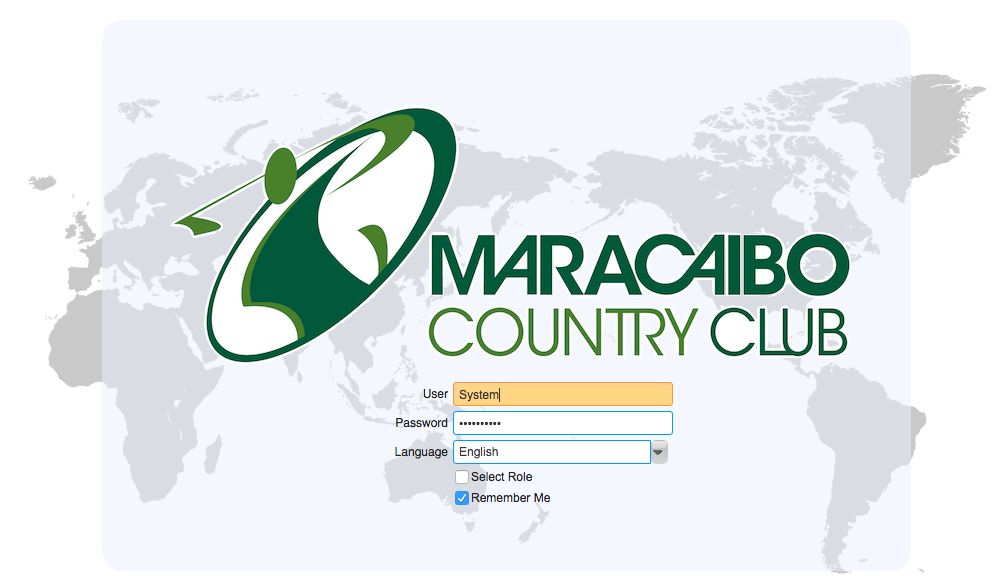 MARACAIBO
COUNTRY CLUB
User System
Password ••••••••••
Language English
Select Role
Remember Me